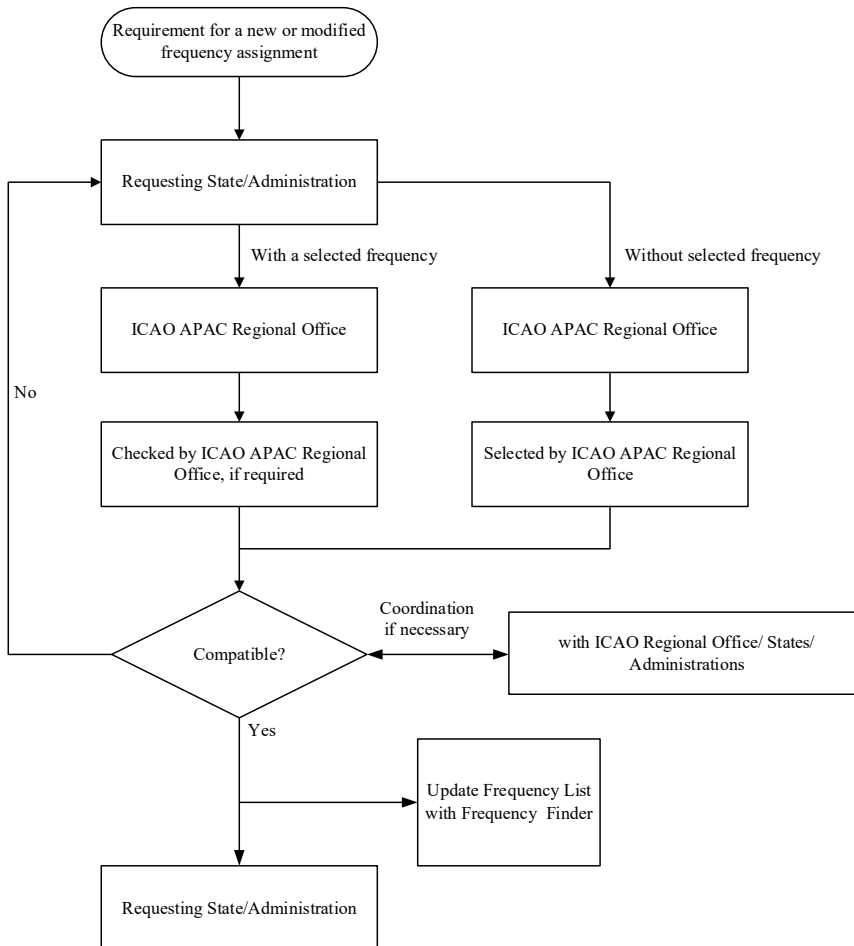 Requirement for a new or modified
frequency assignment
Requesting State/Administration
With a selected frequency
Without selected frequency
ICAO APAC Regional Office
ICAO APAC Regional Office
No
Checked by ICAO APAC Regional
Office, if required
Selected by ICAO APAC Regional
Office
Coordination
if necessary
Compatible?
with ICAO Regional Office/ States/
Administrations
Yes
Update Frequency List
with Frequency  Finder
Requesting State/Administration